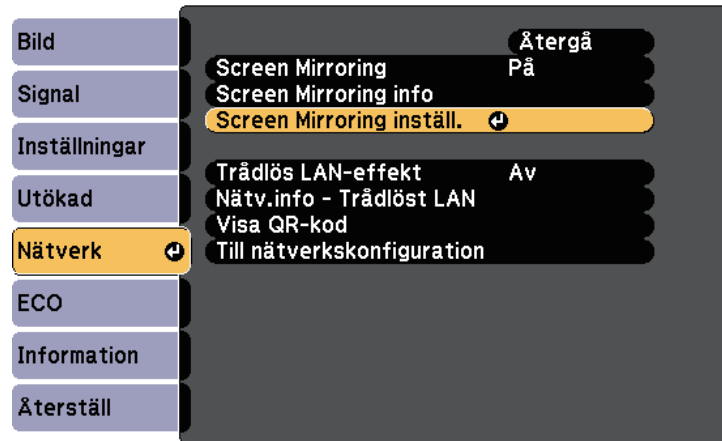 Bild
Signal
Inställningar
Utökad
Nätverk
ECO
Information
Återställ
Återgå
Screen Mirroring På
Screen Mirroring info
Screen Mirroring inställ.
Trådlös LAN-effekt Av
Nätv.info - Trådlöst LAN
Visa QR-kod
Till nätverkskonfiguration